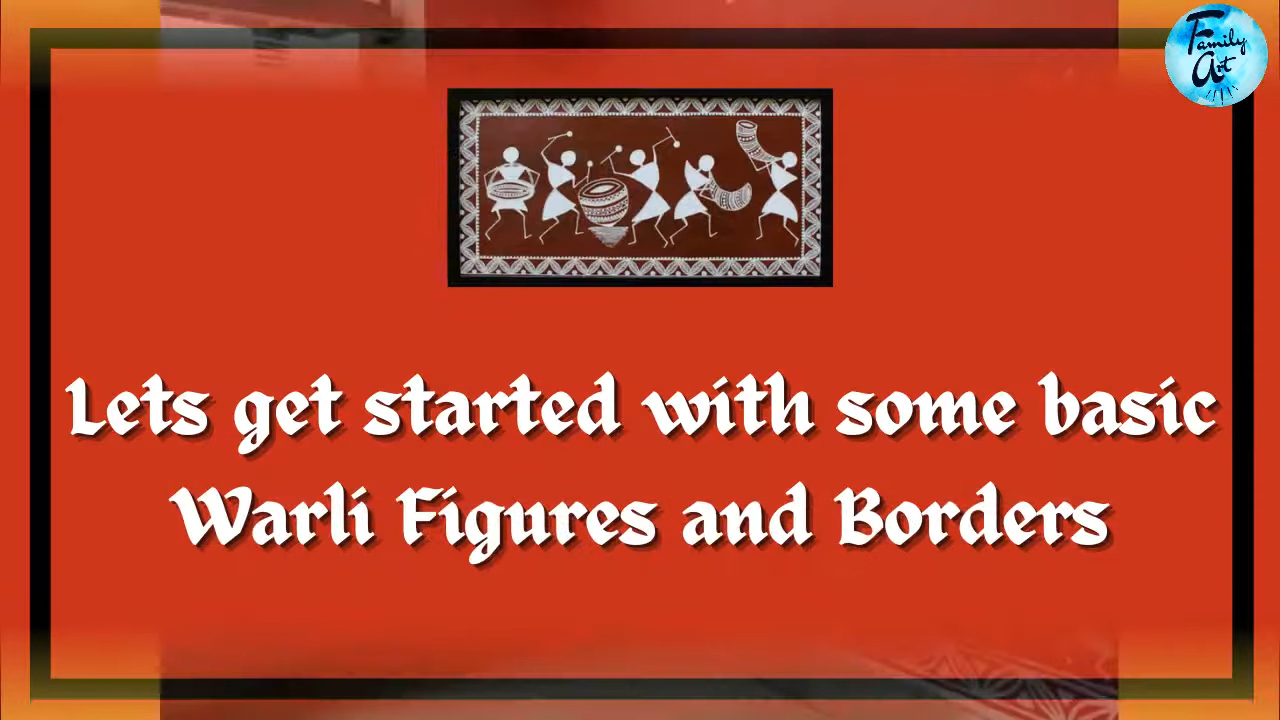 Family
Art
Lets get started with some basic
Warli Figures and Borders